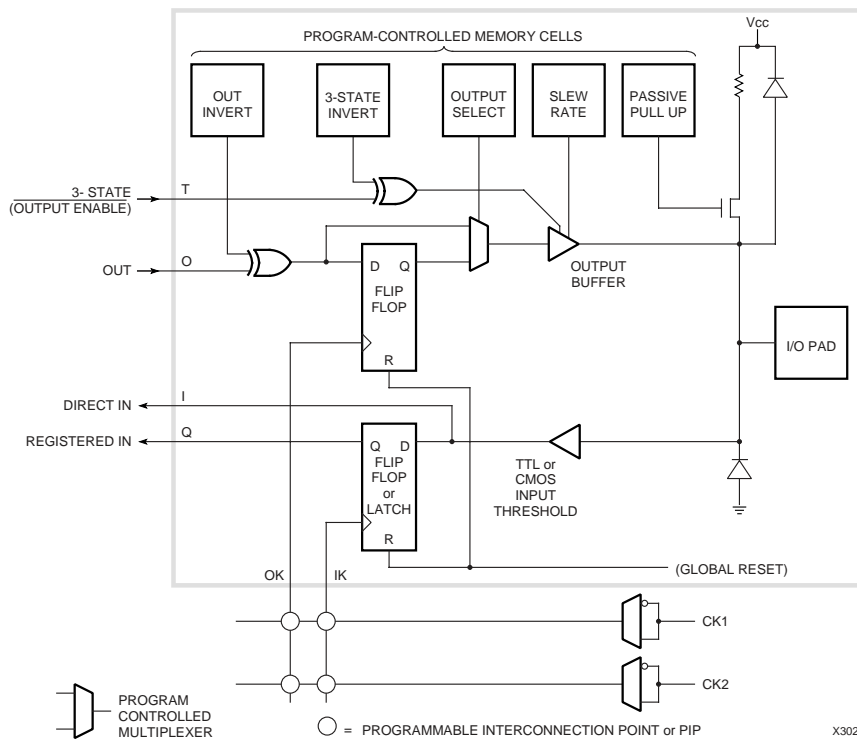 Vcc
PROGRAM-CONTROLLED MEMORY CELLS
OUT
INVERT
3-STATE
INVERT
OUTPUT
SELECT
SLEW
RATE
PASSIVE
PULL UP
3- STATE
(OUTPUT ENABLE)
T
OUT
O
D Q
FLIP
FLOP
R
OUTPUT
BUFFER
I/O PAD
DIRECT IN
I
REGISTERED IN
Q
Q D
FLIP
FLOP
or
LATCH
R
TTL or
CMOS
INPUT
THRESHOLD
OK
IK
(GLOBAL RESET)
CK1
CK2
PROGRAM
CONTROLLED
MULTIPLEXER
= PROGRAMMABLE INTERCONNECTION POINT or PIP
X302